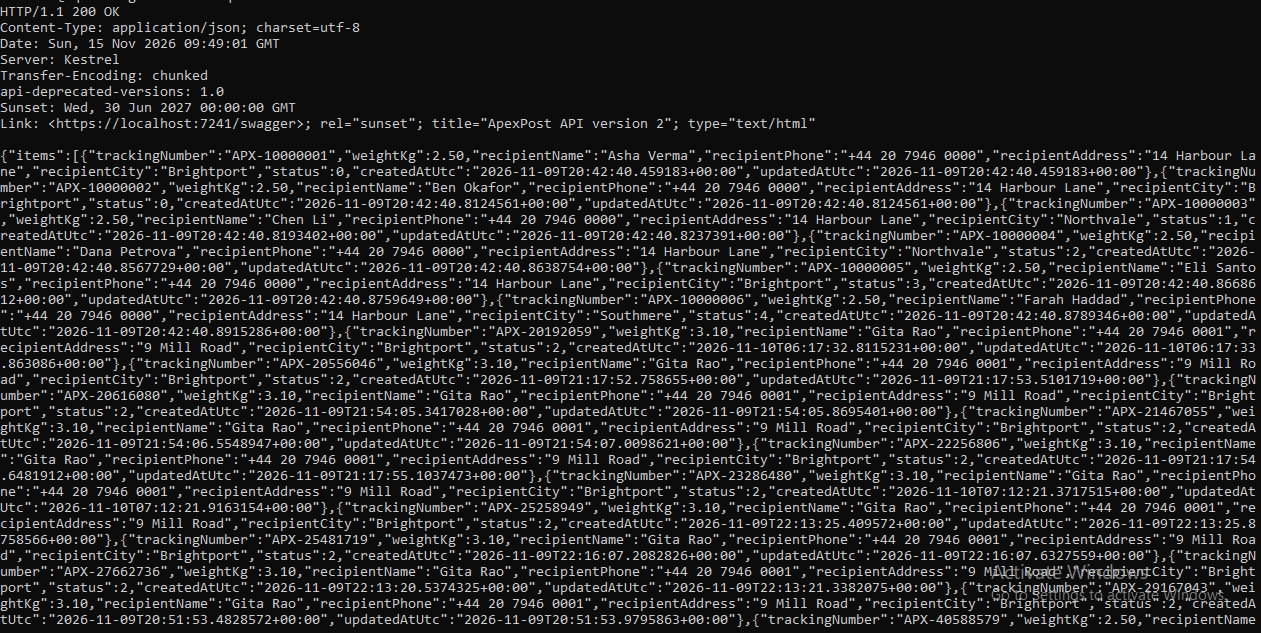 HTTP/1.1 200 OK
Content-Type: application/json; charset=utf-8
Date: Sun, 15 Nov 2026 09:49:01 GMT
Server: Kestrel
Transfer-Encoding: chunked
api-deprecated-versions: 1.0
Sunset: Wed, 30 Jun 2027 00:00:00 GMT
Link: <https://localhost:7241/swagger>; rel="sunset"; title="ApexPost API version 2"; type="text/html"
{"items":[{"trackingNumber":"APX-10000001","weightKg":2.50,"recipientName":"Asha Verma","recipientPhone":"+44 20 7946 0000","recipientAddress":"14 Harbour La
ne","recipientCity":"Brightport","status":0,"createdAtUtc":"2026-11-09T20:42:40.459183+00:00","updatedAtUtc":"2026-11-09T20:42:40.459183+00:00"},{"trackingNu
mber":"APX-10000002","weightKg":2.50,"recipientName":"Ben Okafor","recipientPhone":"+44 20 7946 0000","recipientAddress":"14 Harbour Lane","recipientCity":"B
rightport","status":0,"createdAtUtc":"2026-11-09T20:42:40.8124561+00:00","updatedAtUtc":"2026-11-09T20:42:40.8124561+00:00"},{"trackingNumber":"APX-10000003"
,"weightKg":2.50,"recipientName":"Chen Li","recipientPhone":"+44 20 7946 0000","recipientAddress":"14 Harbour Lane","recipientCity":"Northvale","status":1,"c
reatedAtUtc":"2026-11-09T20:42:40.8193402+00:00","updatedAtUtc":"2026-11-09T20:42:40.8237391+00:00"},{"trackingNumber":"APX-10000004","weightKg":2.50,"recipi
entName":"Dana Petrova","recipientPhone":"+44 20 7946 0000","recipientAddress":"14 Harbour Lane","recipientCity":"Northvale","status":2,"createdAtUtc":"2026-
11-09T20:42:40.8567729+00:00","updatedAtUtc":"2026-11-09T20:42:40.8638754+00:00"},{"trackingNumber":"APX-10000005","weightKg":2.50,"recipientName":"Eli Santo
s","recipientPhone":"+44 20 7946 0000","recipientAddress":"14 Harbour Lane","recipientCity":"Brightport","status":3,"createdAtUtc":"2026-11-09T20:42:40.86686
12+00:00","updatedAtUtc":"2026-11-09T20:42:40.8759649+00:00"},{"trackingNumber":"APX-10000006","weightKg":2.50,"recipientName":"Farah Haddad","recipientPhone
":"+44 20 7946 0000","recipientAddress":"14 Harbour Lane","recipientCity":"Southmere","status":4,"createdAtUtc":"2026-11-09T20:42:40.8789346+00:00","updatedA
tUtc":"2026-11-09T20:42:40.8915286+00:00"},{"trackingNumber":"APX-20192059","weightKg":3.10,"recipientName":"Gita Rao","recipientPhone":"+44 20 7946 0001","r
ecipientAddress":"9 Mill Road","recipientCity":"Brightport","status":2,"createdAtUtc":"2026-11-10T06:17:32.8115231+00:00","updatedAtUtc":"2026-11-10T06:17:33
.863086+00:00"},{"trackingNumber":"APX-20556046","weightKg":3.10,"recipientName":"Gita Rao","recipientPhone":"+44 20 7946 0001","recipientAddress":"9 Mill Ro
ad","recipientCity":"Brightport","status":2,"createdAtUtc":"2026-11-09T21:17:52.758655+00:00","updatedAtUtc":"2026-11-09T21:17:53.5101719+00:00"},{"trackingN
umber":"APX-20616080","weightKg":3.10,"recipientName":"Gita Rao","recipientPhone":"+44 20 7946 0001","recipientAddress":"9 Mill Road","recipientCity":"Bright
port","status":2,"createdAtUtc":"2026-11-09T21:54:05.3417028+00:00","updatedAtUtc":"2026-11-09T21:54:05.8695401+00:00"},{"trackingNumber":"APX-21467055","wei
ghtKg":3.10,"recipientName":"Gita Rao","recipientPhone":"+44 20 7946 0001","recipientAddress":"9 Mill Road","recipientCity":"Brightport","status":2,"createdA
tUtc":"2026-11-09T21:54:06.5548947+00:00","updatedAtUtc":"2026-11-09T21:54:07.0098621+00:00"},{"trackingNumber":"APX-22256806","weightKg":3.10,"recipientName
":"Gita Rao","recipientPhone":"+44 20 7946 0001","recipientAddress":"9 Mill Road","recipientCity":"Brightport","status":2,"createdAtUtc":"2026-11-09T21:17:54
.6481912+00:00","updatedAtUtc":"2026-11-09T21:17:55.1037473+00:00"},{"trackingNumber":"APX-23286480","weightKg":3.10,"recipientName":"Gita Rao","recipientPho
ne":"+44 20 7946 0001","recipientAddress":"9 Mill Road","recipientCity":"Brightport","status":2,"createdAtUtc":"2026-11-10T07:12:21.3717515+00:00","updatedAt
Utc":"2026-11-10T07:12:21.9163154+00:00"},{"trackingNumber":"APX-25258949","weightKg":3.10,"recipientName":"Gita Rao","recipientPhone":"+44 20 7946 0001","re
cipientAddress":"9 Mill Road","recipientCity":"Brightport","status":2,"createdAtUtc":"2026-11-09T22:13:25.409572+00:00","updatedAtUtc":"2026-11-09T22:13:25.8
758566+00:00"},{"trackingNumber":"APX-25481719","weightKg":3.10,"recipientName":"Gita Rao","recipientPhone":"+44 20 7946 0001","recipientAddress":"9 Mill Roa
d","recipientCity":"Brightport","status":2,"createdAtUtc":"2026-11-09T22:16:07.2082826+00:00","updatedAtUtc":"2026-11-09T22:16:07.6327559+00:00"},{"trackingN
umber":"APX-27662736","weightKg":3.10,"recipientName":"Gita Rao","recipientPhone":"+44 20 7946 0001","recipientAddress":"9 Mill Road","recipientCity":"Bright
port","status":2,"createdAtUtc":"2026-11-09T22:13:20.5374325+00:00","updatedAtUtc":"2026-11-09T22:13:21.3382075+00:00"},{"trackingNumber":"APX-29167043","wei
ghtKg":3.10,"recipientName":"Gita Rao","recipientPhone":"+44 20 7946 0001","recipientAddress":"9 Mill Road","recipientCity":"Brightport","status":2,"createdA
tUtc":"2026-11-09T20:51:53.4828572+00:00","updatedAtUtc":"2026-11-09T20:51:53.9795863+00:00"},{"trackingNumber":"APX-40588579","weightKg":2.50,"recipientName
Activate Windows
Go to Settings to activate Windows.